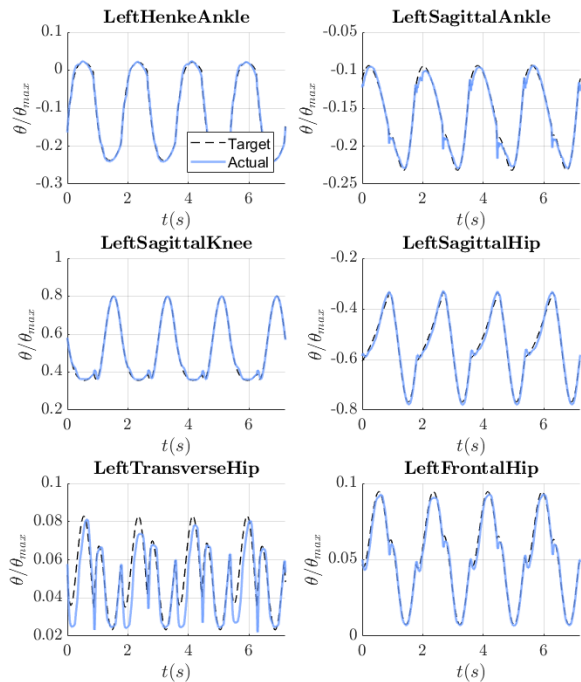 LeftHenkeAnkle
0.1
0
-0.1
-0.2
-0.3
θ/θmax
0 2 4 6
t(s)
Target
Actual
LeftSagittalAnkle
-0.05
-0.1
-0.15
-0.2
-0.25
θ/θmax
0 2 4 6
t(s)
LeftSagittalKnee
1
0.8
0.6
0.4
0.2
θ/θmax
0 2 4 6
t(s)
LeftSagittalHip
-0.2
-0.4
-0.6
-0.8
θ/θmax
0 2 4 6
t(s)
LeftTransverseHip
0.1
0.08
0.06
0.04
0.02
θ/θmax
0 2 4 6
t(s)
LeftFrontalHip
0.1
0.05
0
θ/θmax
0 2 4 6
t(s)